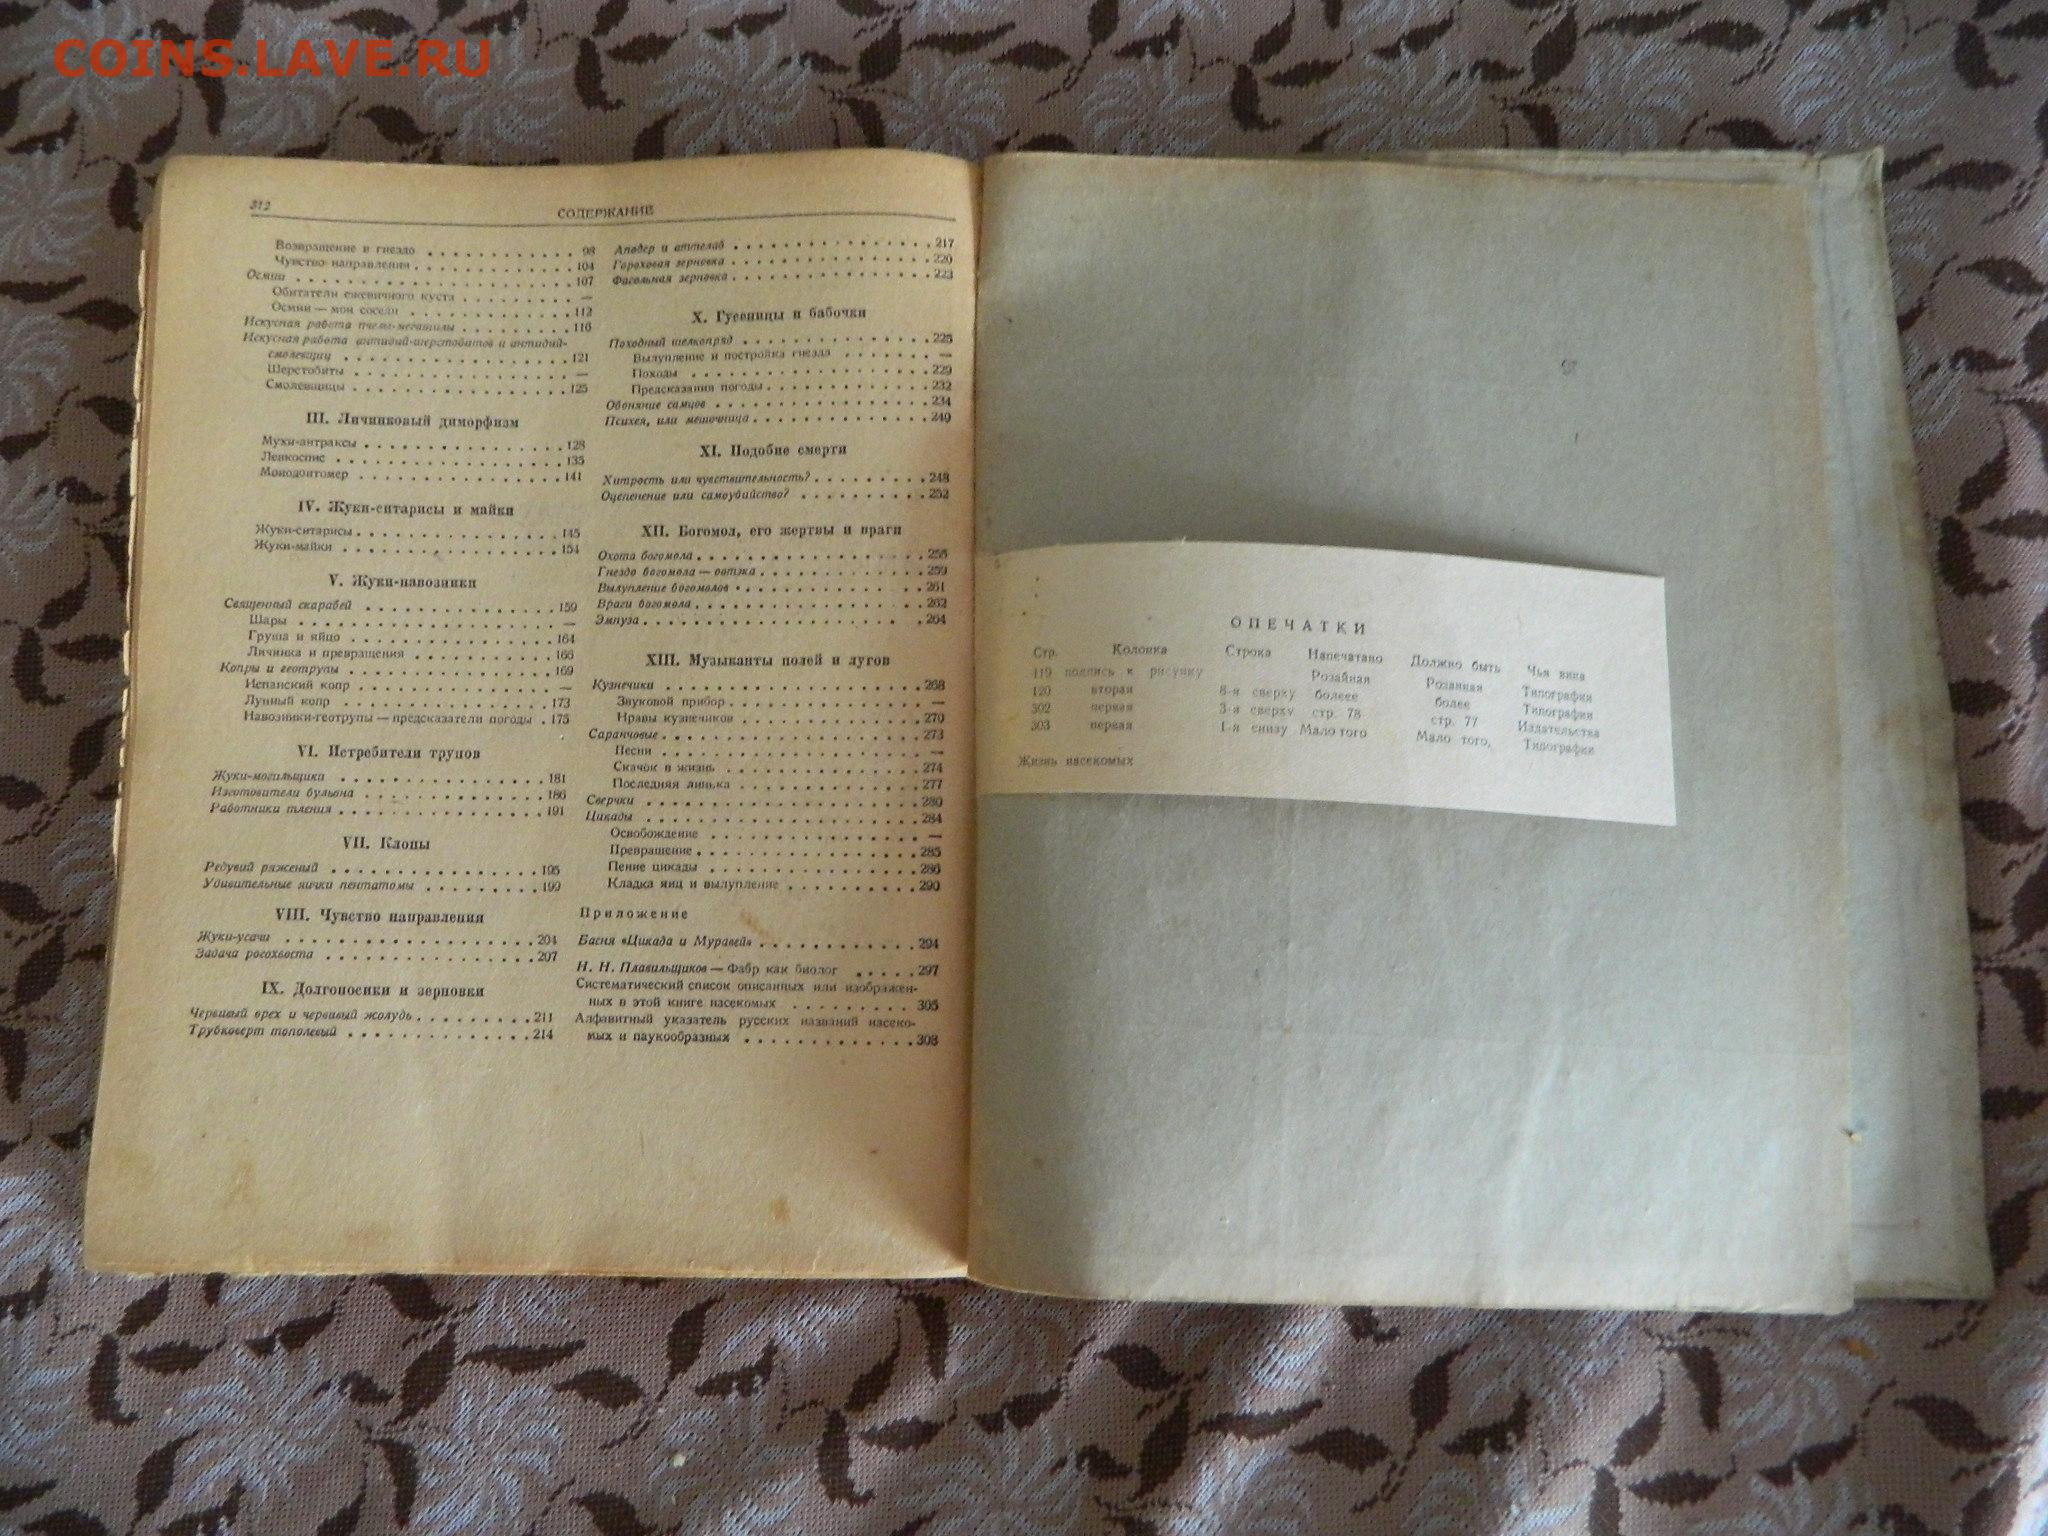 COINS.LAVE.RU
312
СОДЕРЖАНИЕ
Возвращение в гнездо . . . . . . . . . . . . 98
Чувство направления . . . . . . . . . . . . 104
Осмии . . . . . . . . . . . . . . . . . . . 107
Обитатели ежевичного куста . . . . . . . . —
Осмии — мои соседи . . . . . . . . . . . . 112
Искусная работа пчелы-мегашилы . . . . . . . . 116
Искусная работа антидий-шерстобитов и антидий-
смолевщиц . . . . . . . . . . . . . . . . 121
Шерстобиты . . . . . . . . . . . . . . . . —
Смолевщицы . . . . . . . . . . . . . . . . 125
III. Личинковый диморфизм
Мухи-антраксы . . . . . . . . . . . . . . . 128
Левкоспис . . . . . . . . . . . . . . . . . 135
Монодонтомер . . . . . . . . . . . . . . . . 141
IV. Жуки-ситарисы и майки
Жуки-ситарисы . . . . . . . . . . . . . . . 145
Жуки-майки . . . . . . . . . . . . . . . . . 154
V. Жуки-навозники
Священный скарабей . . . . . . . . . . . . . 159
Шары . . . . . . . . . . . . . . . . . . . —
Груша и яйцо . . . . . . . . . . . . . . . 164
Личинка и превращения . . . . . . . . . . 166
Копры и геотрупы . . . . . . . . . . . . . . 169
Испанский копр . . . . . . . . . . . . . . —
Лунный копр . . . . . . . . . . . . . . . 173
Навозники-геотрупы — предсказатели погоды . 175
VI. Истребители трупов
Жуки-могильщики . . . . . . . . . . . . . . 181
Изготовители бульона . . . . . . . . . . . . 186
Работники тления . . . . . . . . . . . . . . 191
VII. Клопы
Редувий ряженый . . . . . . . . . . . . . . 195
Удивительные яички пентатомы . . . . . . . . 199
VIII. Чувство направления
Жуки-усачи . . . . . . . . . . . . . . . . . 204
Задача рогохвоста . . . . . . . . . . . . . 207
IX. Долгоносики и зерновки
Червивый орех и червивый жолудь . . . . . . . . 211
Трубковерт тополевый . . . . . . . . . . . . 214
Аподер и аттелаб . . . . . . . . . . . . . . 217
Гороховая зерновка . . . . . . . . . . . . . 220
Фасольная зерновка . . . . . . . . . . . . . 223
X. Гусеницы и бабочки
Походный шелкопряд . . . . . . . . . . . . . 225
Вылупление и постройка гнезда . . . . . . . —
Походы . . . . . . . . . . . . . . . . . . 229
Предсказания погоды . . . . . . . . . . . 232
Обоняние самцов . . . . . . . . . . . . . . 234
Психея, или мешочница . . . . . . . . . . . 240
XI. Подобие смерти
Хитрость или чувствительность? . . . . . . . . 248
Оцепенение или самоубийство? . . . . . . . . 252
XII. Богомол, его жертвы и враги
Охота богомола . . . . . . . . . . . . . . . 255
Гнездо богомола — оотэка . . . . . . . . . . . 259
Вылупление богомолов . . . . . . . . . . . . 261
Враги богомола . . . . . . . . . . . . . . . 262
Эмпуза . . . . . . . . . . . . . . . . . . . 264
XIII. Музыканты полей и лугов
Кузнечики . . . . . . . . . . . . . . . . . 268
Звуковой прибор . . . . . . . . . . . . . . —
Нравы кузнечиков . . . . . . . . . . . . . 270
Саранчовые . . . . . . . . . . . . . . . . . 273
Песни . . . . . . . . . . . . . . . . . . —
Скачок в жизнь . . . . . . . . . . . . . . 274
Последняя линька . . . . . . . . . . . . . 277
Сверчки . . . . . . . . . . . . . . . . . . 280
Цикады . . . . . . . . . . . . . . . . . . . 284
Освобождение . . . . . . . . . . . . . . . —
Превращение . . . . . . . . . . . . . . . 285
Пение цикады . . . . . . . . . . . . . . . 286
Кладка яиц и вылупление . . . . . . . . . . 290
Приложение
Басня «Цикада и Муравей» . . . . . . . . . . . 294
Н. Н. Плавильщиков — Фабр как биолог . . . . . 297
Систематический список описанных или изображен-
ных в этой книге насекомых . . . . . . . . 305
Алфавитный указатель русских названий насеко-
мых и паукообразных . . . . . . . . . . . . 308
ОПЕЧАТКИ
Стр. Колонка Строка Напечатано Должно быть Чья вина
119 подпись к рисунку Розайная Розанная Типография
120 вторая 8-я сверху болеее более Типография
302 первая 3-я сверху стр. 78 стр. 77 Издательства
303 первая 1-я снизу Мало того Мало того, Типографии
Жизнь насекомых